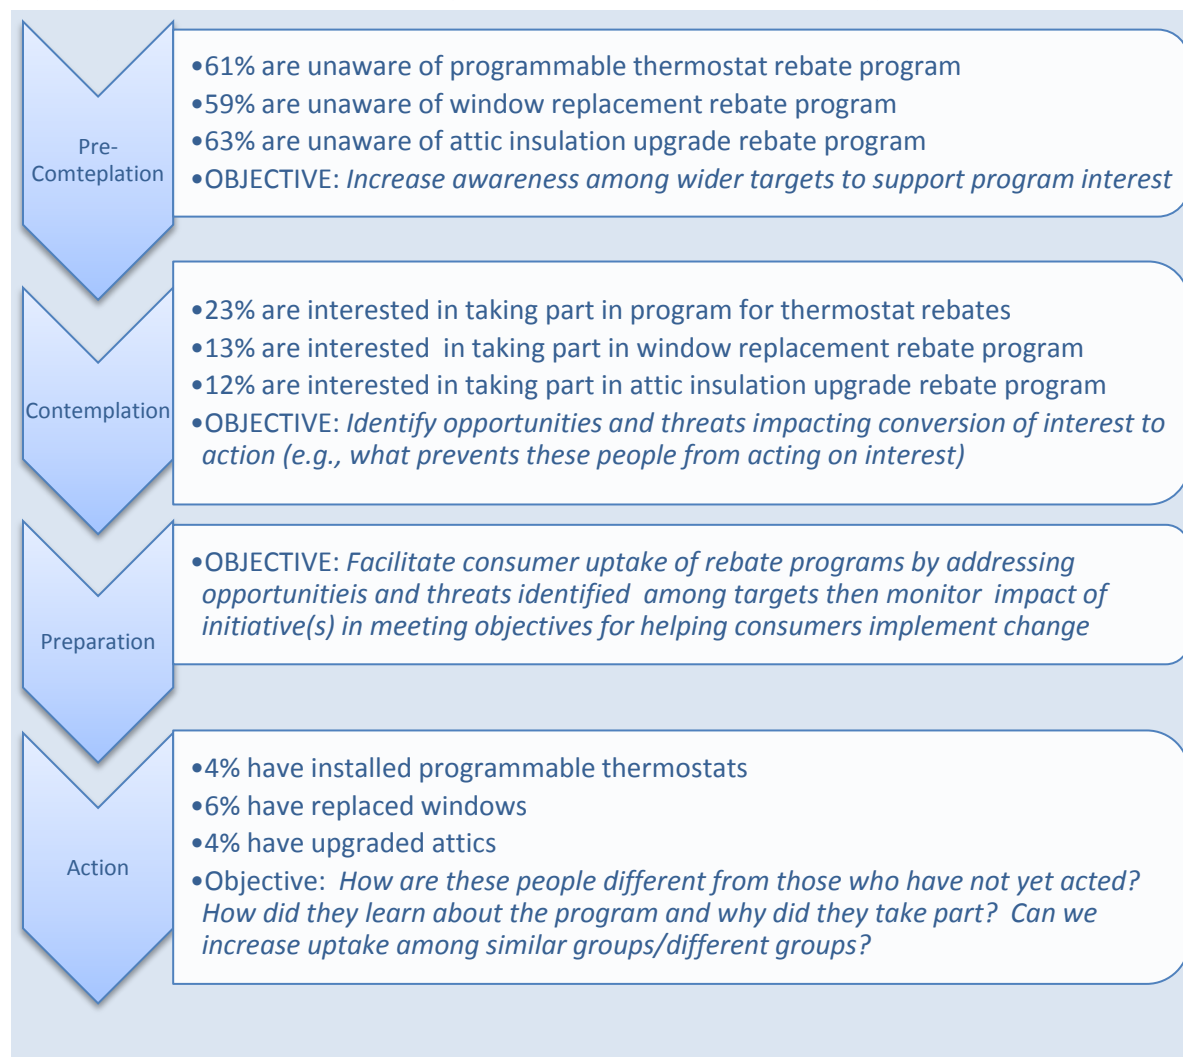 Pre-
Comteplation
•61% are unaware of programmable thermostat rebate program
•59% are unaware of window replacement rebate program
•63% are unaware of attic insulation upgrade rebate program
•OBJECTIVE: Increase awareness among wider targets to support program interest
Contemplation
•23% are interested in taking part in program for thermostat rebates
•13% are interested  in taking part in window replacement rebate program
•12% are interested in taking part in attic insulation upgrade rebate program
•OBJECTIVE: Identify opportunities and threats impacting conversion of interest to
action (e.g., what prevents these people from acting on interest)
Preparation
•OBJECTIVE: Facilitate consumer uptake of rebate programs by addressing
opportunitieis and threats identified  among targets then monitor  impact of
initiative(s) in meeting objectives for helping consumers implement change
Action
•4% have installed programmable thermostats
•6% have replaced windows
•4% have upgraded attics
•Objective:  How are these people different from those who have not yet acted?
How did they learn about the program and why did they take part?  Can we
increase uptake among similar groups/different groups?